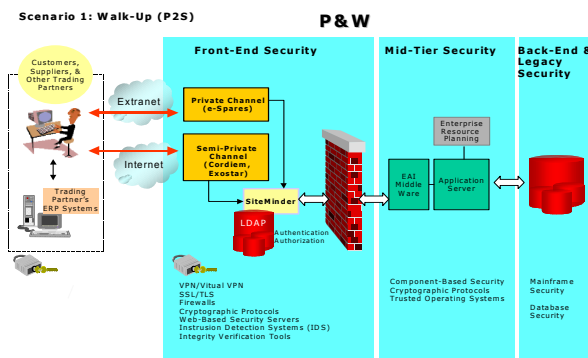 Scenario 1: Walk-Up (P2S)
P&W
Customers,
Suppliers, &
Other Trading
Partners
Trading
Partner's
ERP Systems
Extranet
Internet
Front-End Security
Private Channel
(e-Spares)
Semi-Private
Channel
(Cordiem,
Exostar)
SiteMinder
LDAP
Authentication
Authorization
VPN/Vitual VPN
SSL/TLS
Firewalls
Cryptographic Protocols
Web-Based Security Servers
Instrusion Detection Systems (IDS)
Integrity Verification Tools
Mid-Tier Security
Enterprise
Resource
Planning
EAI
Middle
Ware
Application
Server
Component-Based Security
Cryptographic Protocols
Trusted Operating Systems
Back-End &
Legacy
Security
Mainframe
Security
Database
Security